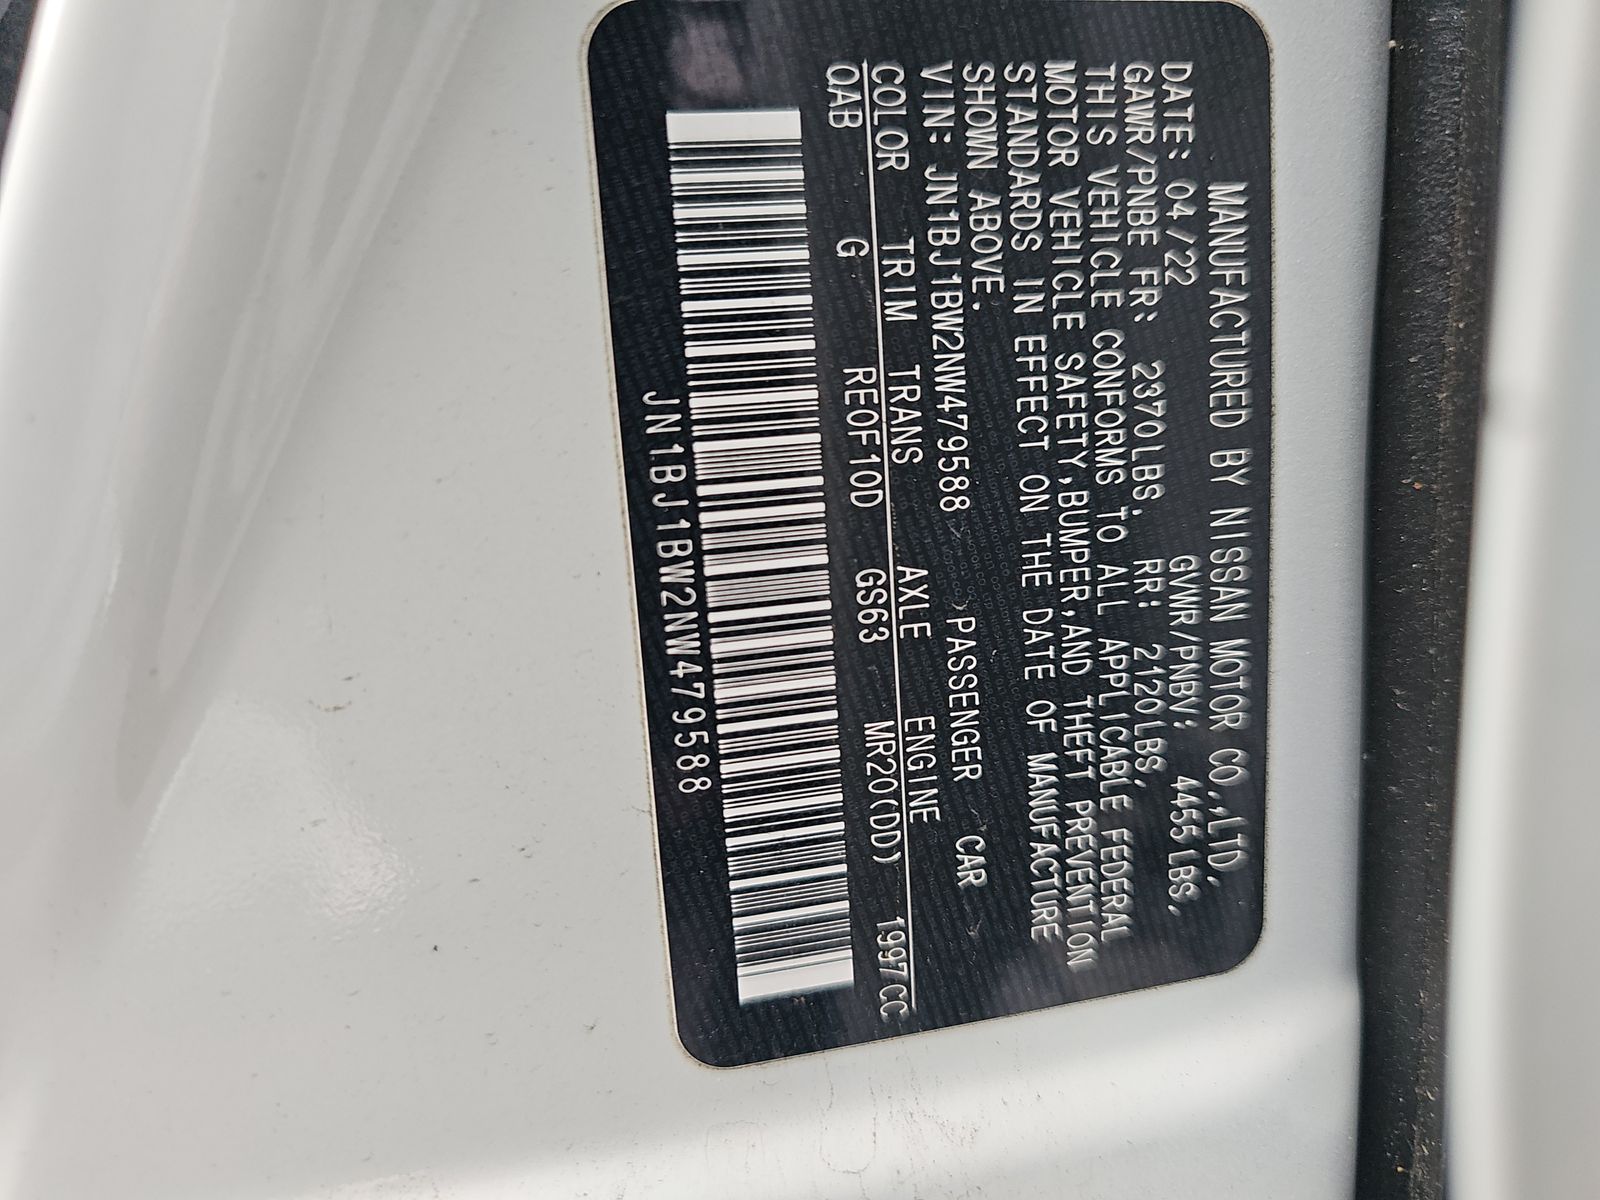 MANUFACTURED BY NISSAN MOTOR CO.,LTD.
DATE: 04/22 GVWR/PNBV: 4455LBS.
GAWR/PNBE FR: 2370LBS. RR: 2120LBS.
THIS VEHICLE CONFORMS TO ALL APPLICABLE FEDERAL
MOTOR VEHICLE SAFETY,BUMPER,AND THEFT PREVENTION
STANDARDS IN EFFECT ON THE DATE OF MANUFACTURE
SHOWN ABOVE.
VIN: JN1BJ1BW2NW479588 PASSENGER CAR
COLOR TRIM TRANS AXLE ENGINE
QAB G RE0F10D GS63 MR20(DD) 1997CC
JN1BJ1BW2NW479588